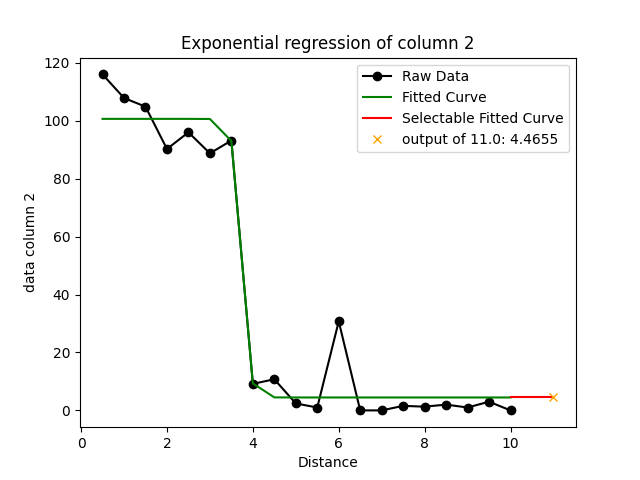 Exponential regression of column 2
Raw Data
Fitted Curve
Selectable Fitted Curve
output of 11.0: 4.4655
120
100
80
60
40
20
0
data column 2
0 2 4 6 8 10
Distance